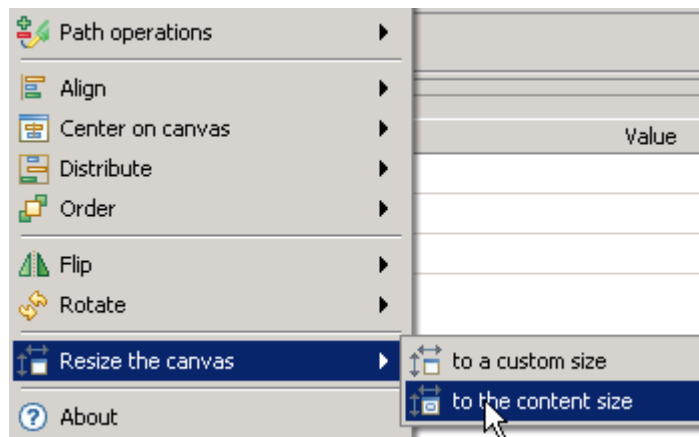 Path operations
Align
Center on canvas
Value
Distribute
Order
Flip
Rotate
Resize the canvas
to a custom size
to the content size
About